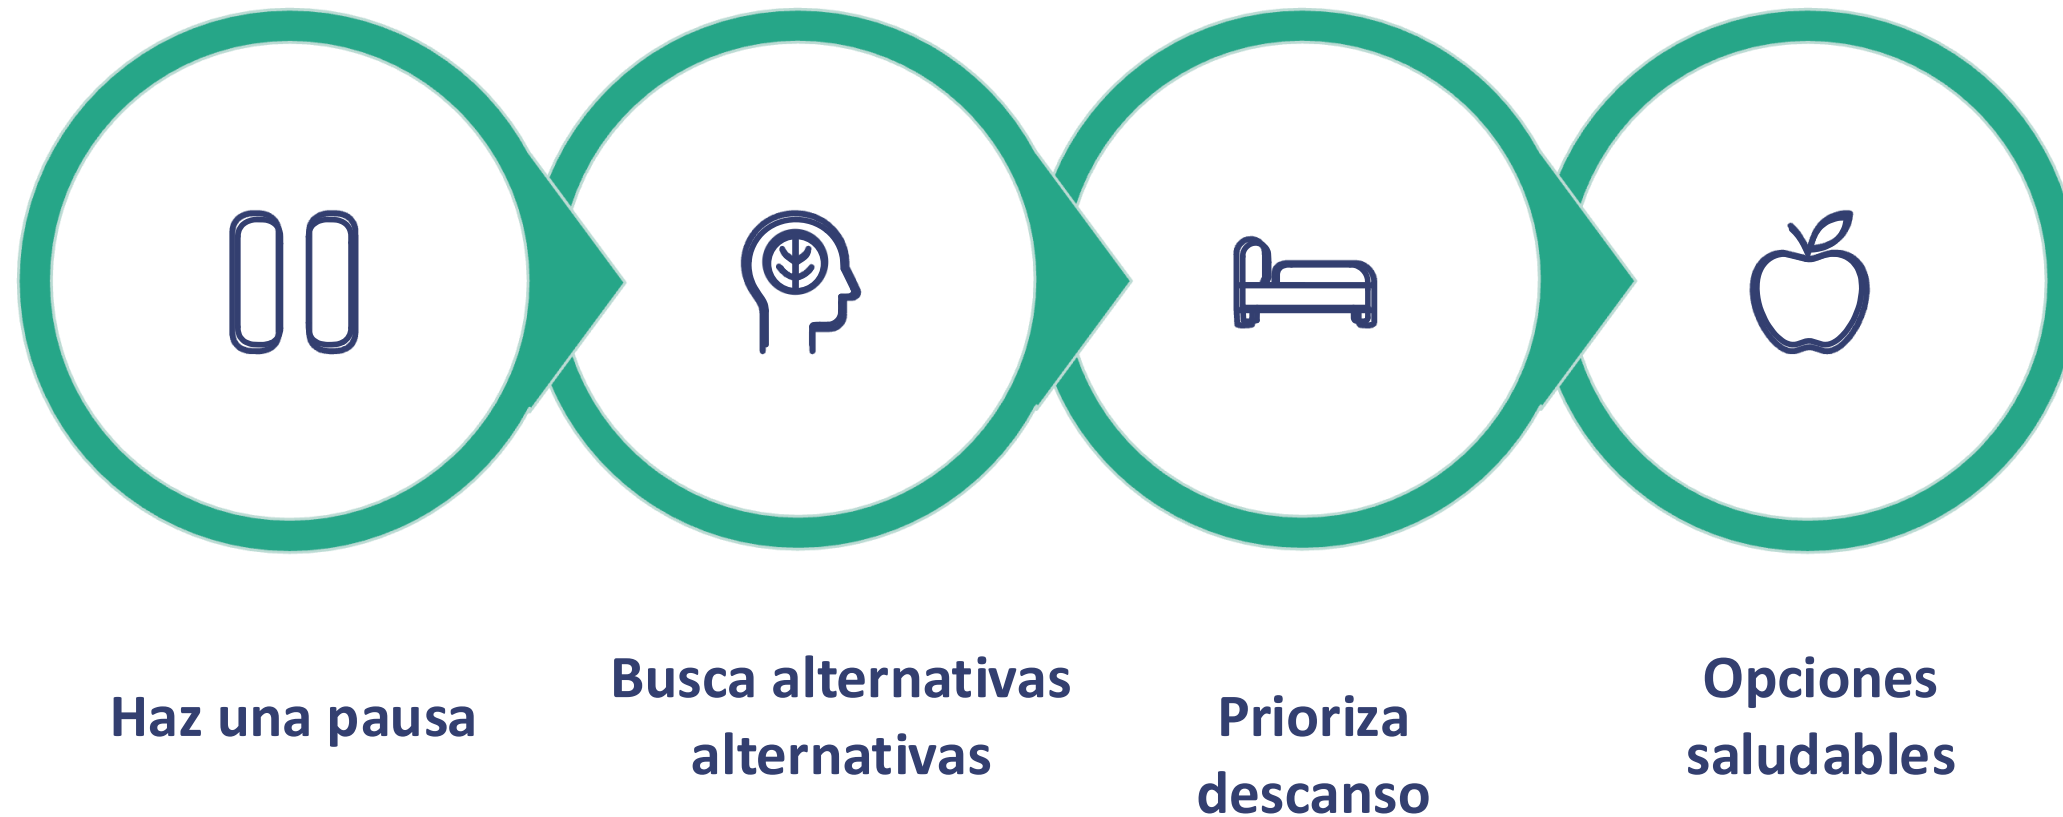 Haz una pausa
Busca alternativas
alternativas
Prioriza
descanso
Opciones
saludables